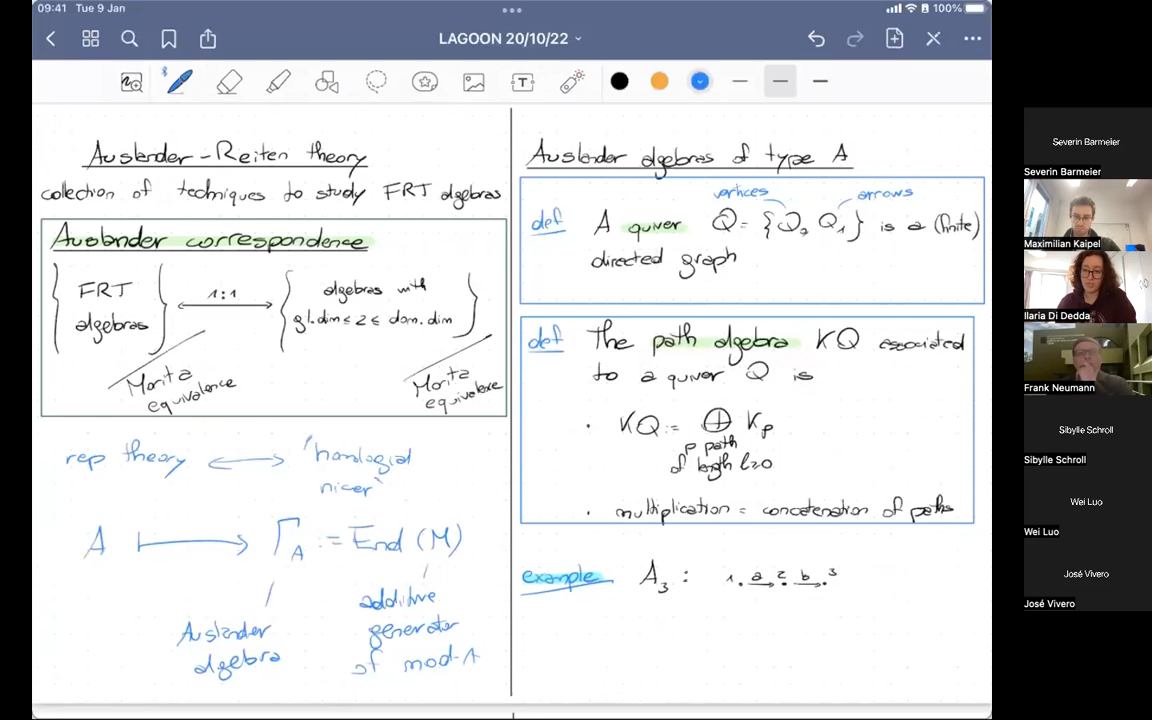 09:41 Tue 9 Jan
100%
LAGOON 20/10/22
Auslander-Reiten theory
collection of techniques to study FRT algebras
Auslander correspondence
FRT
algebras
1:1
algebras with
gl.dim ≤ 2 ≤ dom.dim
Morita
equivalence
Morita
equivalence
rep theory
homological
nicer
A
Γ_A := End (M)
Auslander
algebra
additive
generator
of mod-A
Auslander algebras of type A
vertices
arrows
def
A quiver Q = {Q₀, Q₁} is a (finite)
directed graph
def
The path algebra KQ associated
to a quiver Q is
· KQ := ⊕ Kp
p path
of length l≥0
· multiplication = concatenation of paths
example
A₃ :
1 a 2 b 3
Severin Barmeier
Severin Barmeier
Maximilian Kaipel
Ilaria Di Dedda
Frank Neumann
Sibylle Schroll
Sibylle Schroll
Wei Luo
Wei Luo
José Vivero
José Vivero